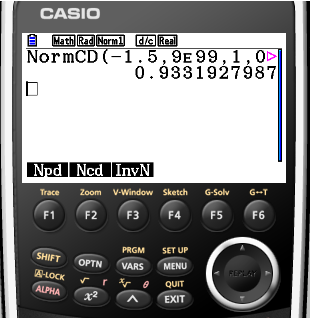 CASIO
Math Rad Norm1 d/c Real
NormCD(-1.5,9E99,1,0
0.9331927987
Npd Ncd InvN
Trace Zoom V-Window Sketch G-Solv G↔T
F1 F2 F3 F4 F5 F6
PRGM SET UP
SHIFT OPTN VARS MENU
A-LOCK √ r ˣ√ θ QUIT
ALPHA x² ^ EXIT
REPLAY